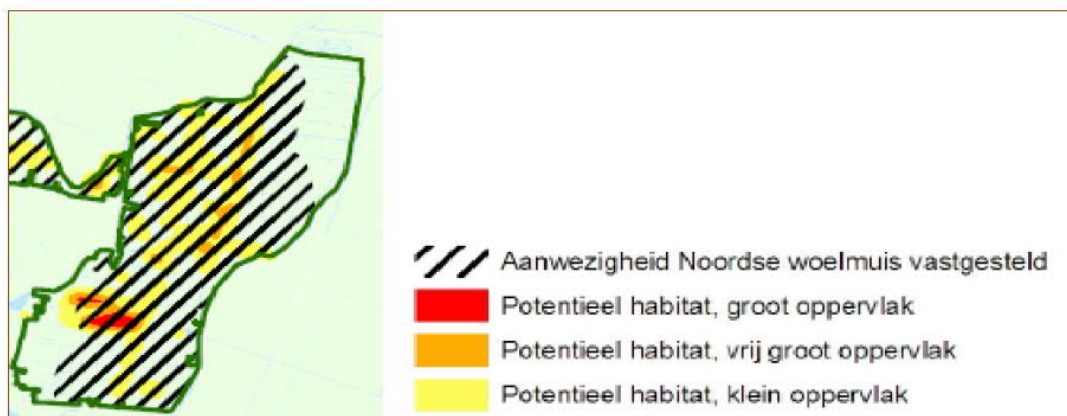 Aanwezigheid Noordse woelmuis vastgesteld
Potentieel habitat, groot oppervlak
Potentieel habitat, vrij groot oppervlak
Potentieel habitat, klein oppervlak